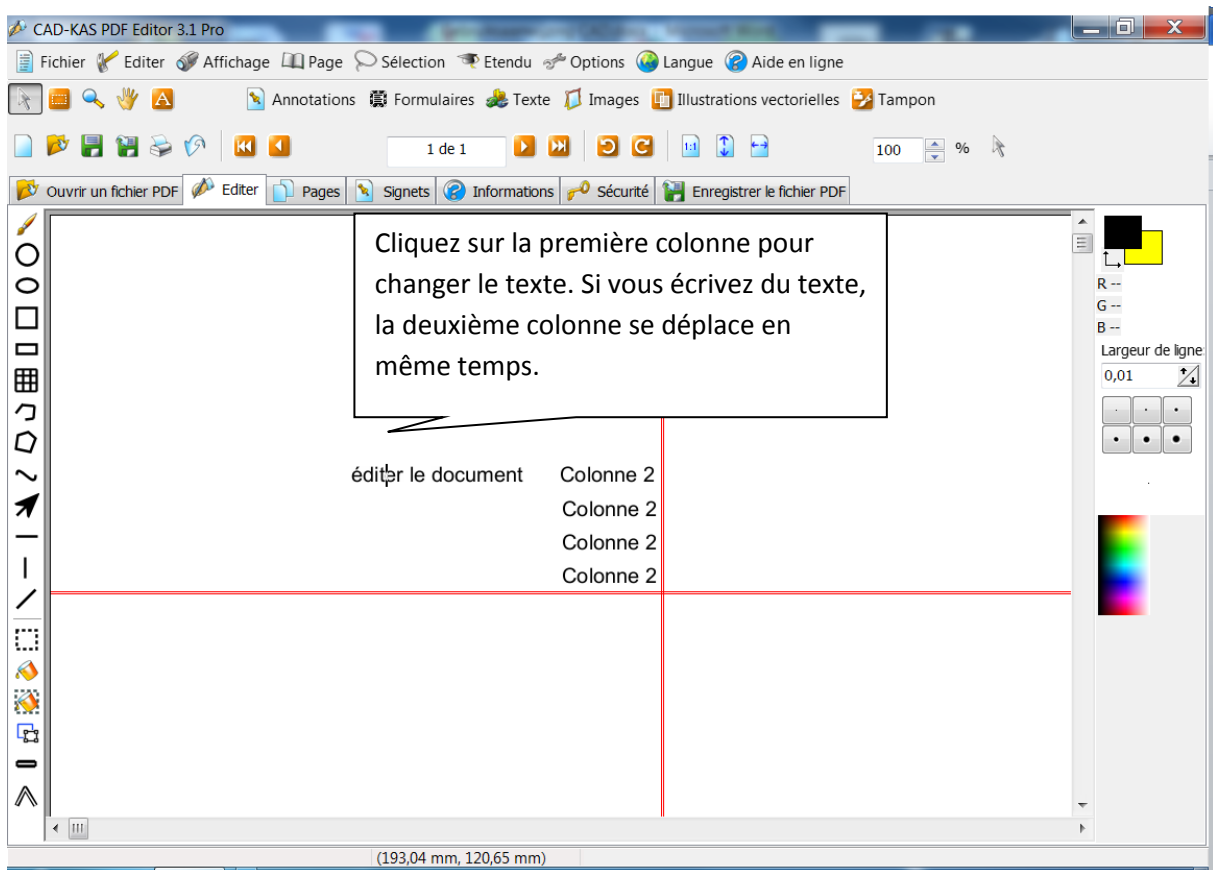 CAD-KAS PDF Editor 3.1 Pro
Fichier Editer Affichage Page Sélection Etendu Options Langue Aide en ligne
A Annotations Formulaires Texte Images Illustrations vectorielles Tampon
1 de 1 1:1 100 %
Ouvrir un fichier PDF Editer Pages Signets Informations Sécurité Enregistrer le fichier PDF
Cliquez sur la première colonne pour
changer le texte. Si vous écrivez du texte,
la deuxième colonne se déplace en
même temps.
R --
G --
B --
Largeur de ligne:
0,01
éditer le document Colonne 2
Colonne 2
Colonne 2
Colonne 2
(193,04 mm, 120,65 mm)